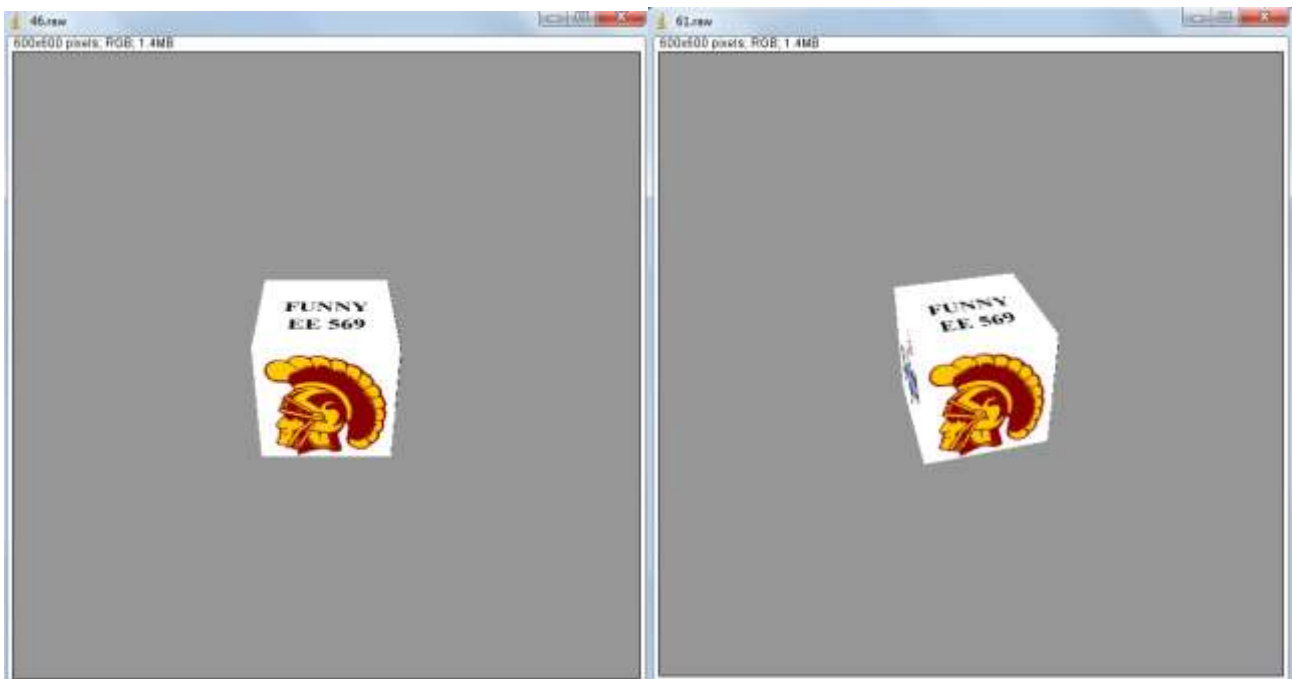 46.raw
600x600 pixels; RGB; 1.4MB
FUNNY
EE 569
61.raw
600x600 pixels; RGB; 1.4MB
FUNNY
EE 569